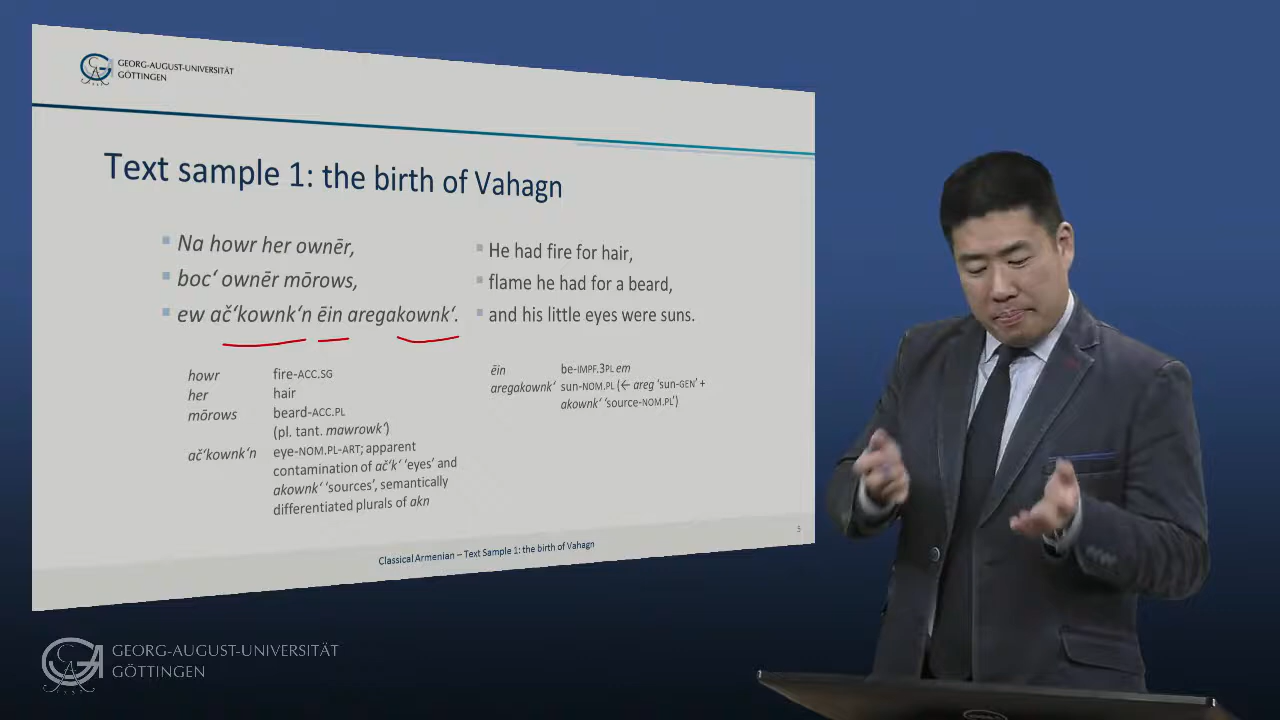 GEORG-AUGUST-UNIVERSITÄT
GÖTTINGEN
Text sample 1: the birth of Vahagn
Na howr her ownēr,
boc‘ ownēr mōrows,
ew ač‘kownk‘n ēin aregakownk‘.
He had fire for hair,
flame he had for a beard,
and his little eyes were suns.
howr fire-ACC.SG
her hair
mōrows beard-ACC.PL
(pl. tant. mawrowk‘)
ač‘kownk‘n eye-NOM.PL-ART; apparent
contamination of ač‘k‘ ‘eyes’ and
akownk‘ ‘sources’, semantically
differentiated plurals of akn
ēin be-IMPF.3PL em
aregakownk‘ sun-NOM.PL (← areg ‘sun-GEN’ +
akownk‘ ‘source-NOM.PL’)
5
Classical Armenian – Text Sample 1: the birth of Vahagn
GEORG-AUGUST-UNIVERSITÄT
GÖTTINGEN